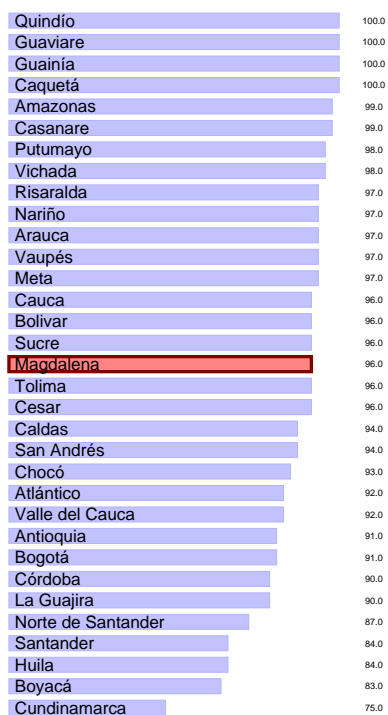 Quindío 100.0
Guaviare 100.0
Guainía 100.0
Caquetá 100.0
Amazonas 99.0
Casanare 99.0
Putumayo 98.0
Vichada 98.0
Risaralda 97.0
Nariño 97.0
Arauca 97.0
Vaupés 97.0
Meta 97.0
Cauca 96.0
Bolivar 96.0
Sucre 96.0
Magdalena 96.0
Tolima 96.0
Cesar 96.0
Caldas 94.0
San Andrés 94.0
Chocó 93.0
Atlántico 92.0
Valle del Cauca 92.0
Antioquia 91.0
Bogotá 91.0
Córdoba 90.0
La Guajira 90.0
Norte de Santander 87.0
Santander 84.0
Huila 84.0
Boyacá 83.0
Cundinamarca 75.0